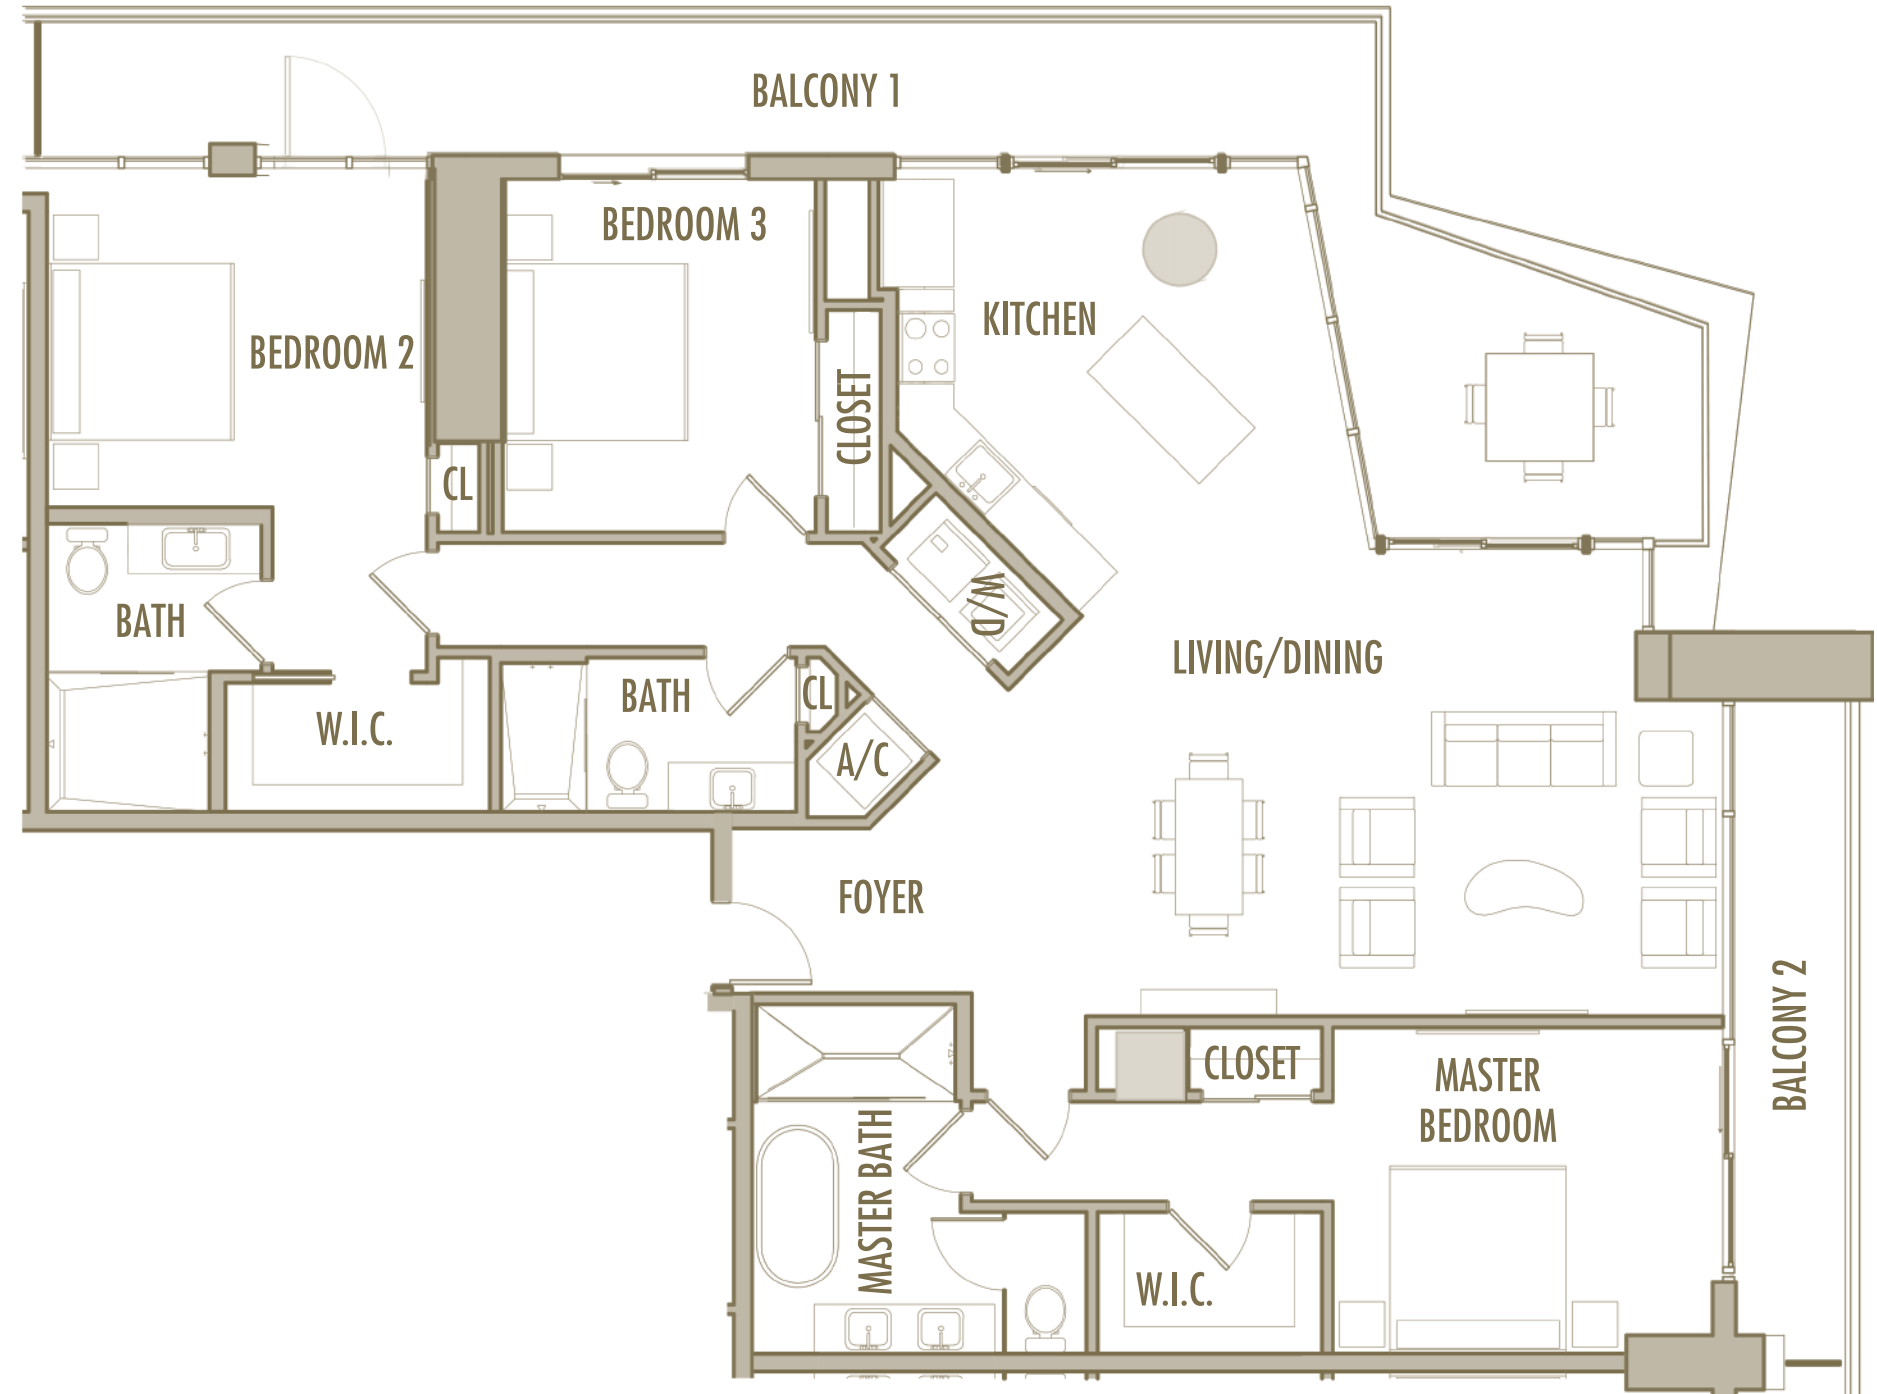 BALCONY 1
BEDROOM 3
BEDROOM 2
KITCHEN
CLOSET
CL
W/D
BATH
LIVING/DINING
BATH
CL
W.I.C.
A/C
FOYER
BALCONY 2
CLOSET
MASTER
BEDROOM
MASTER BATH
W.I.C.